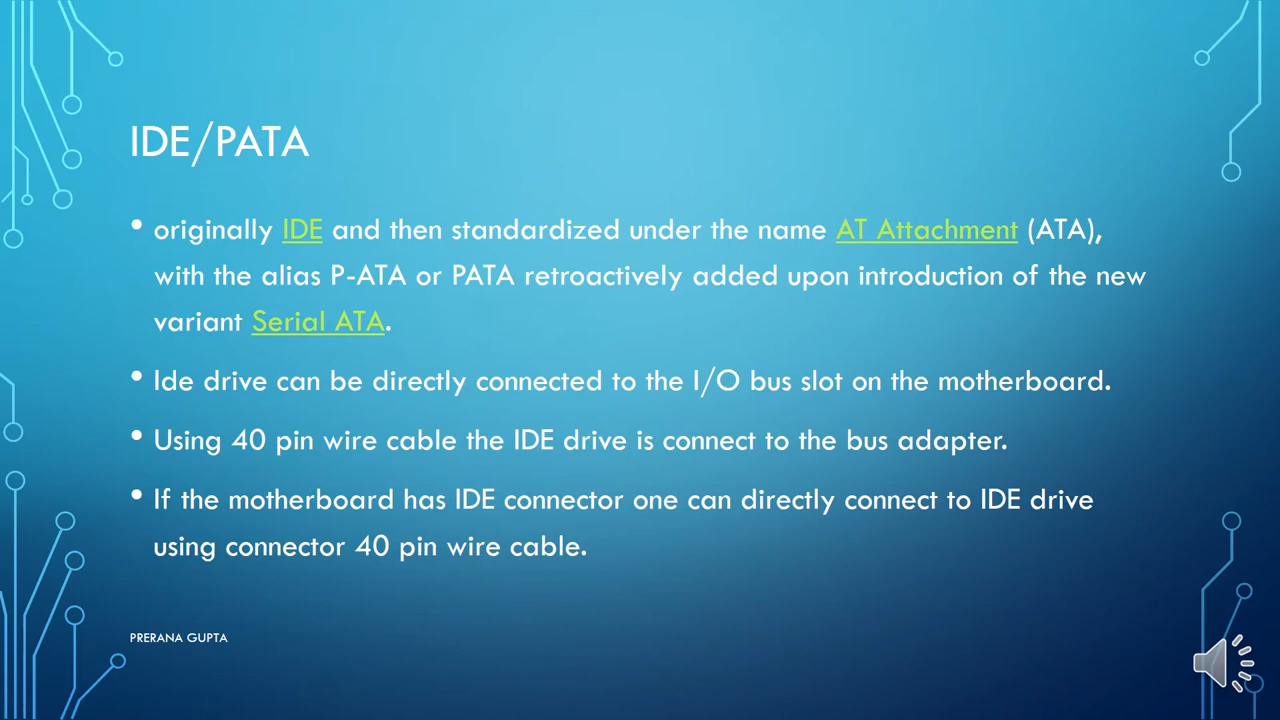 IDE/PATA
• originally IDE and then standardized under the name AT Attachment (ATA),
with the alias P-ATA or PATA retroactively added upon introduction of the new
variant Serial ATA.
• Ide drive can be directly connected to the I/O bus slot on the motherboard.
• Using 40 pin wire cable the IDE drive is connect to the bus adapter.
• If the motherboard has IDE connector one can directly connect to IDE drive
using connector 40 pin wire cable.
PRERANA GUPTA